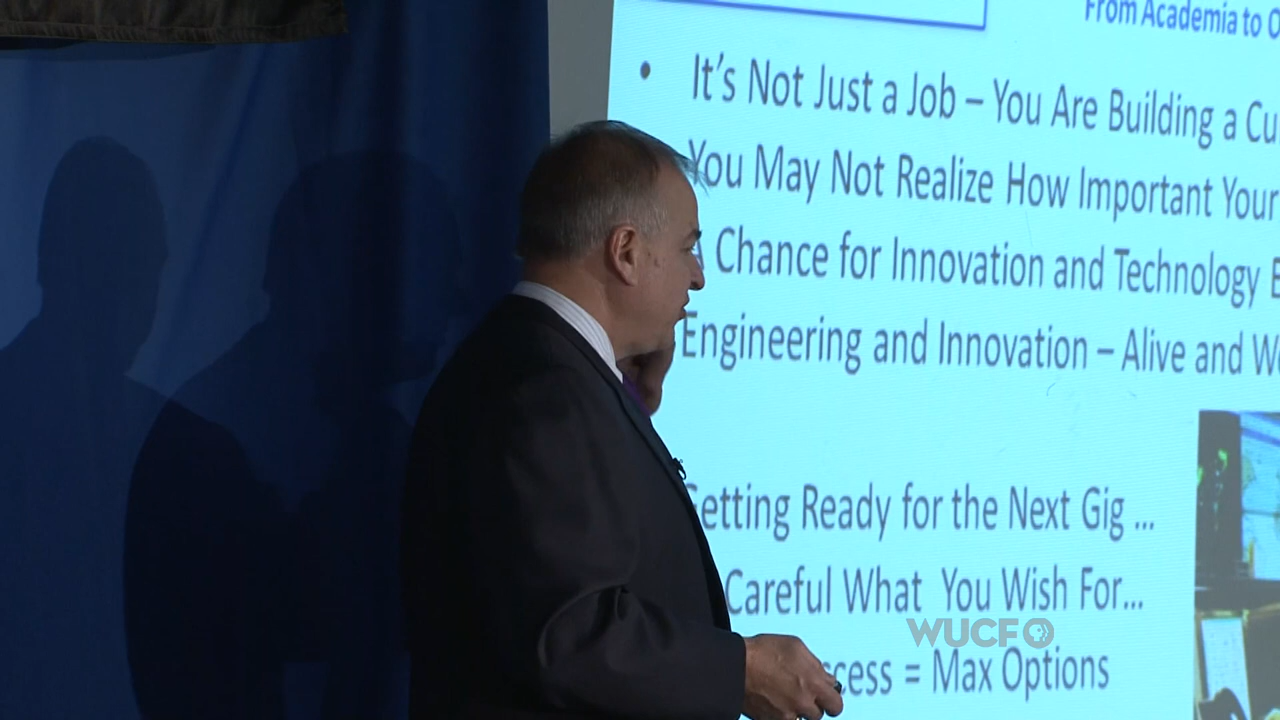 From Academia to
• It's Not Just a Job – You Are Building a
You May Not Realize How Important Your
Chance for Innovation and Technology
Engineering and Innovation – Alive and
Getting Ready for the Next Gig ...
Careful What You Wish For...
= Max Options
WUCF